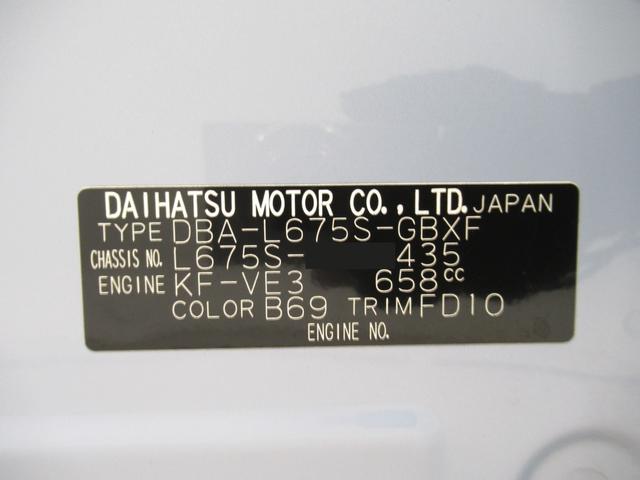 DAIHATSU MOTOR CO., LTD. JAPAN
TYPE DBA-L675S-GBXF
CHASSIS NO. L675S- 435
ENGINE KF-VE3 658cc
COLOR B69 TRIM FD10
ENGINE NO.